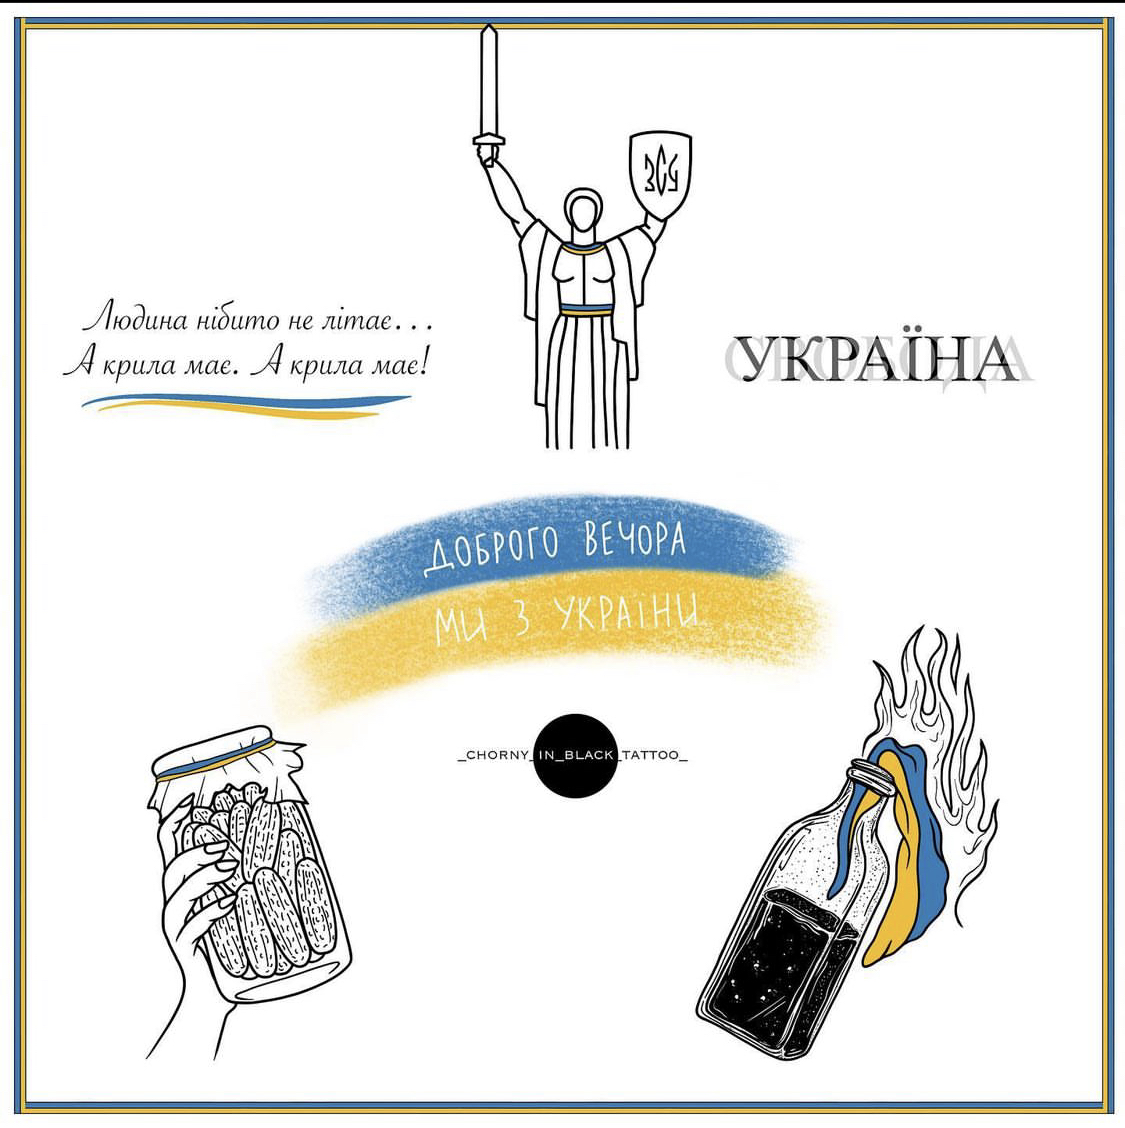 ЗСУ
Людина нібито не літає...
А крила має. А крила має!
СВОБОДА
УКРАЇНА
ДОБРОГО ВЕЧОРА
МИ З УКРАїНИ
_CHORNY_IN_BLACK_TATTOO_